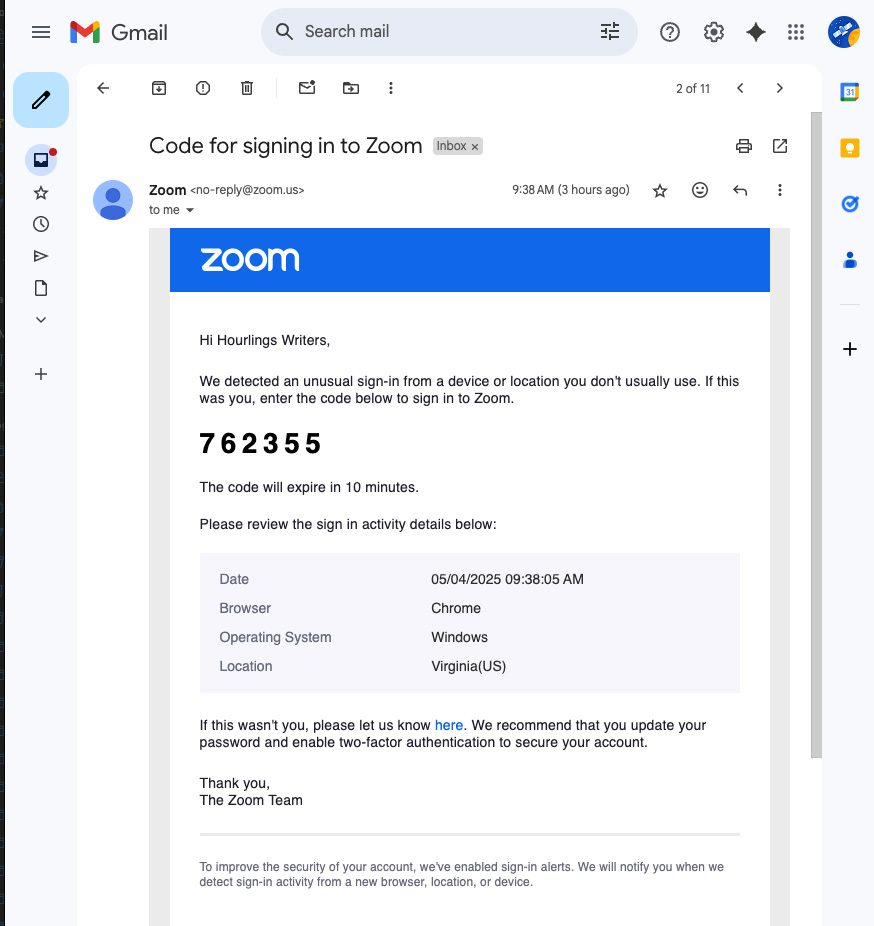 Gmail
Search mail
2 of 11
31
Code for signing in to Zoom Inbox ×
Zoom <no-reply@zoom.us> 9:38 AM (3 hours ago)
to me
zoom
Hi Hourlings Writers,
We detected an unusual sign-in from a device or location you don't usually use. If this
was you, enter the code below to sign in to Zoom.
762355
The code will expire in 10 minutes.
Please review the sign in activity details below:
Date 05/04/2025 09:38:05 AM
Browser Chrome
Operating System Windows
Location Virginia(US)
If this wasn't you, please let us know here. We recommend that you update your
password and enable two-factor authentication to secure your account.
Thank you,
The Zoom Team
To improve the security of your account, we've enabled sign-in alerts. We will notify you when we
detect sign-in activity from a new browser, location, or device.